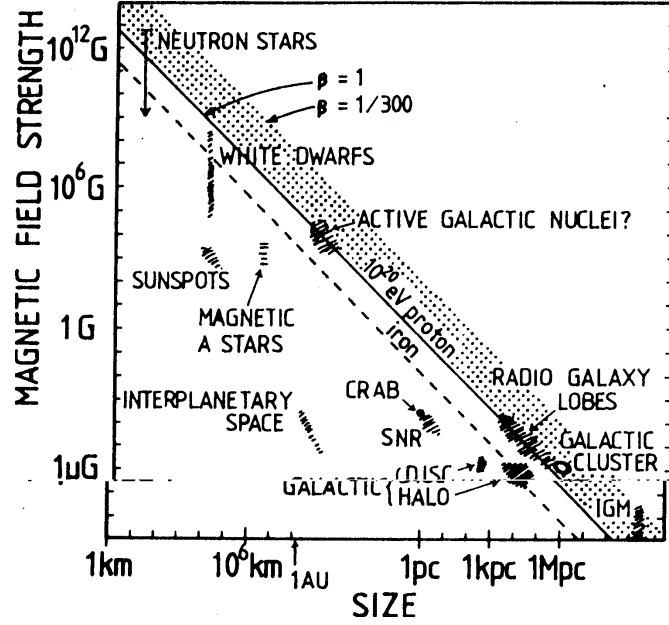 MAGNETIC FIELD STRENGTH
10¹²G
10⁶G
1G
1μG
NEUTRON STARS
β = 1
β = 1/300
WHITE DWARFS
ACTIVE GALACTIC NUCLEI?
SUNSPOTS
MAGNETIC
A STARS
10²⁰ eV proton
iron
RADIO GALAXY
LOBES
CRAB
SNR
INTERPLANETARY
SPACE
GALACTIC
CLUSTER
GALACTIC
DISC
HALO
IGM
1km
10⁶km
1AU
1pc
1kpc
1Mpc
SIZE